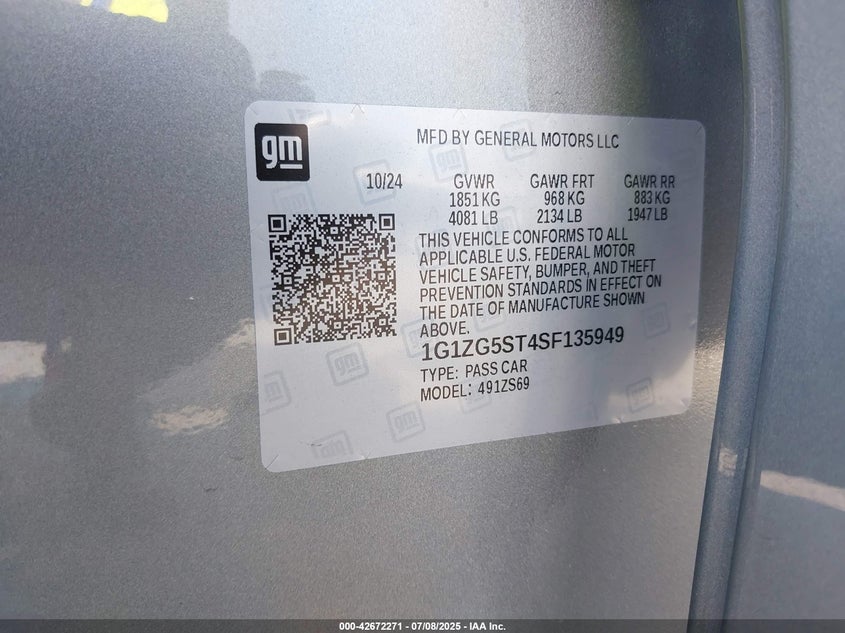 gm
MFD BY GENERAL MOTORS LLC
10/24 GVWR GAWR FRT GAWR RR
1851 KG 968 KG 883 KG
4081 LB 2134 LB 1947 LB
THIS VEHICLE CONFORMS TO ALL
APPLICABLE U.S. FEDERAL MOTOR
VEHICLE SAFETY, BUMPER, AND THEFT
PREVENTION STANDARDS IN EFFECT ON
THE DATE OF MANUFACTURE SHOWN
ABOVE.
1G1ZG5ST4SF135949
TYPE: PASS CAR
MODEL: 491ZS69
000-42672271 | 07/08/2025 - IAA Inc.